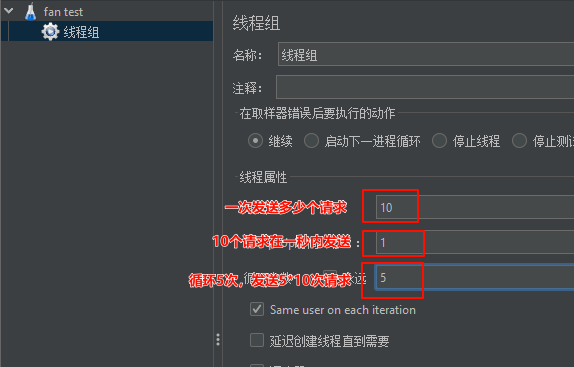 fan test
线程组
线程组
名称： 线程组
注释：
在取样器错误后要执行的动作
继续 启动下一进程循环 停止线程 停止测试
线程属性
一次发送多少个请求 10
10个请求在一秒内发送 : 1
循环5次，发送5*10次请求 5
Same user on each iteration
延迟创建线程直到需要